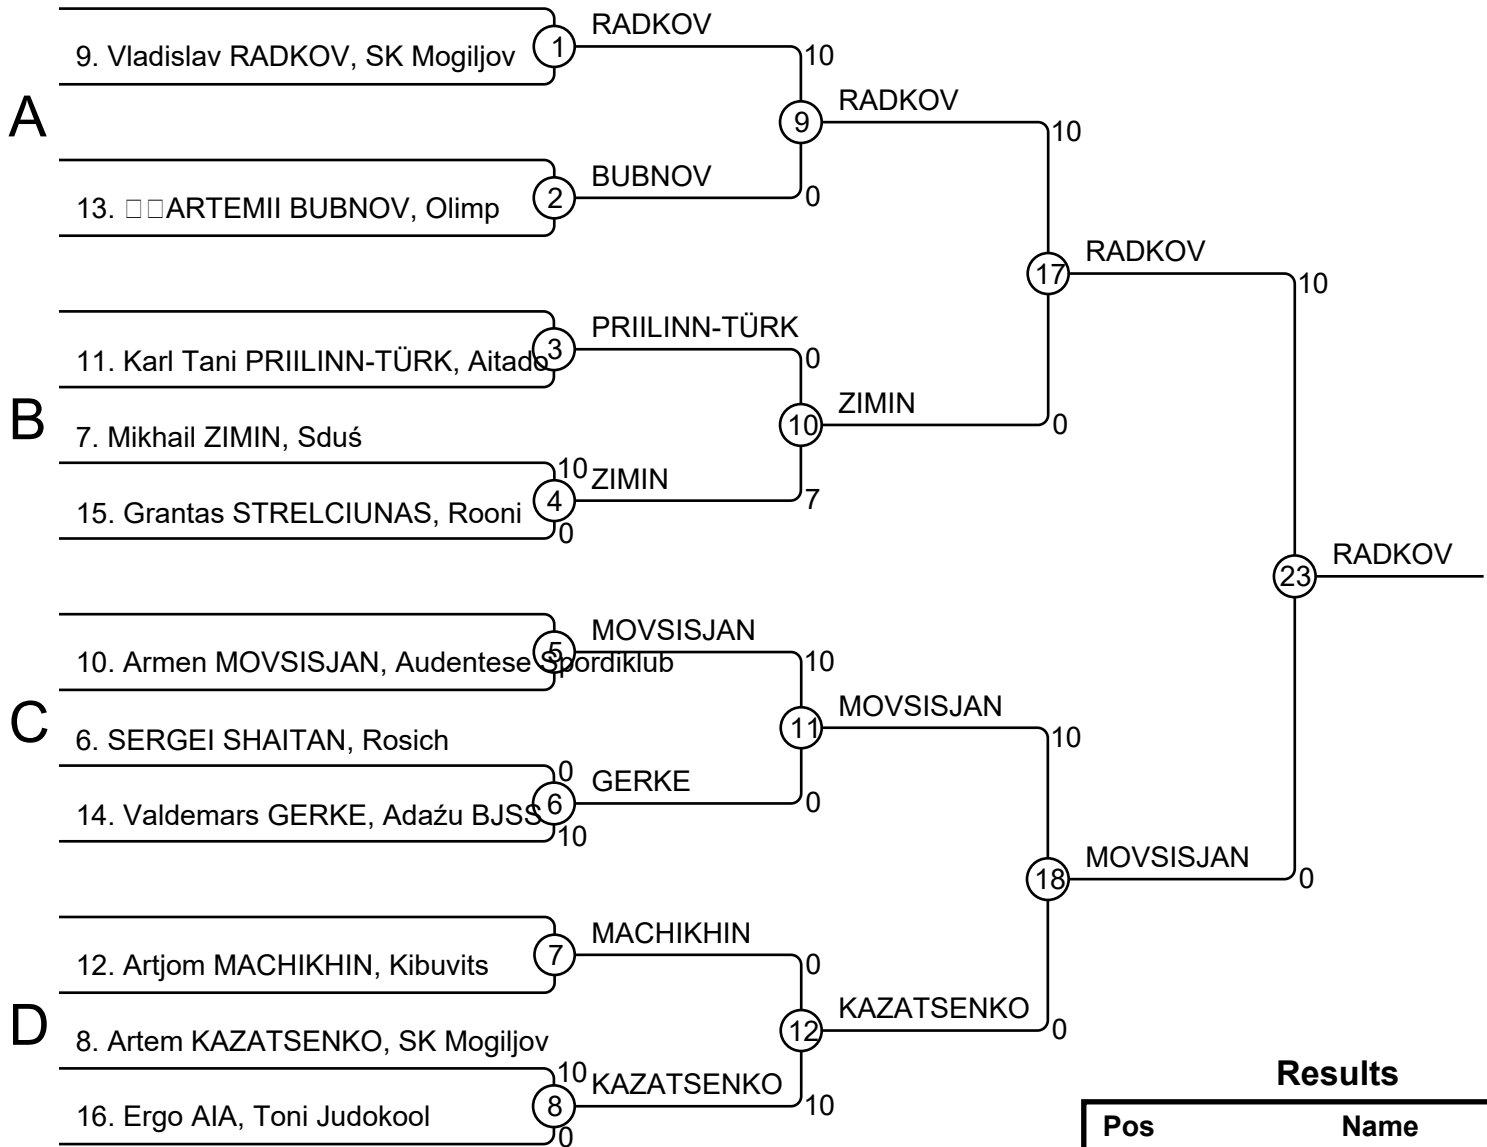 RADKOV
9. Vladislav RADKOV, SK Mogiljov
1
10
RADKOV
A
9
10
BUBNOV
13. □□ARTEMII BUBNOV, Olimp
2
0
RADKOV
17
10
PRIILINN-TÜRK
11. Karl Tani PRIILINN-TÜRK, Aitado
3
0
ZIMIN
B
7. Mikhail ZIMIN, Sduś
10
0
10
ZIMIN
15. Grantas STRELCIUNAS, Rooni
4
7
0
RADKOV
23
MOVSISJAN
10. Armen MOVSISJAN, Audentese Spordiklub
5
10
MOVSISJAN
C
11
10
6. SERGEI SHAITAN, Rosich
0
GERKE
14. Valdemars GERKE, Adaźu BJSS
6
0
10
MOVSISJAN
18
0
MACHIKHIN
12. Artjom MACHIKHIN, Kibuvits
7
0
KAZATSENKO
D
12
0
8. Artem KAZATSENKO, SK Mogiljov
10
KAZATSENKO
16. Ergo AIA, Toni Judokool
8
10
0
Results
Pos Name